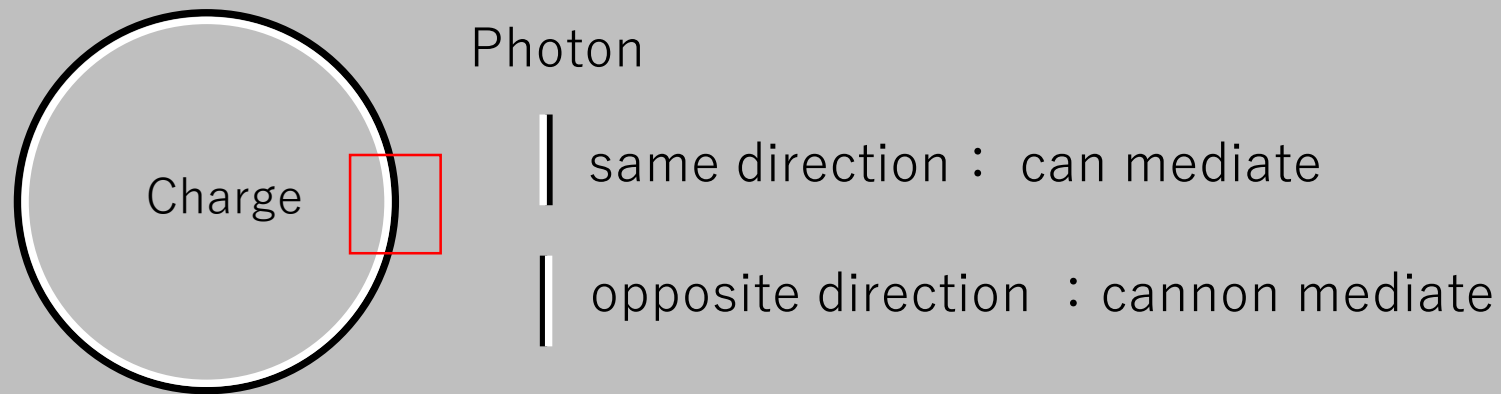 Photon
same direction： can mediate
Charge
opposite direction ：cannon mediate